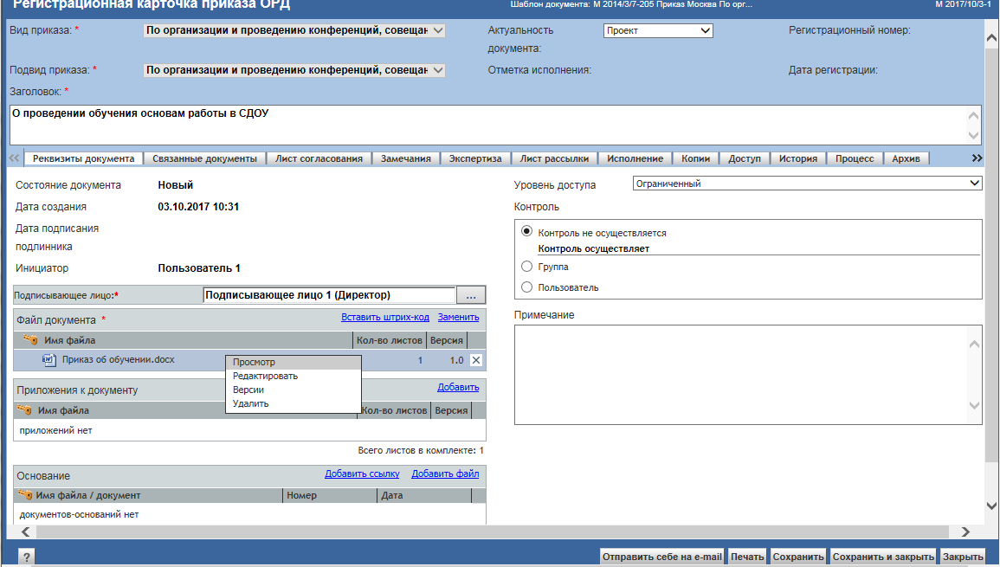 Регистрационная карточка приказа ОРД
Шаблон документа: М 2014/3/7-205 Приказ Москва По орг...
М 2017/10/3-1
Вид приказа: *
По организации и проведению конференций, совещан
Актуальность документа:
Проект
Регистрационный номер:
Подвид приказа: *
По организации и проведению конференций, совещан
Отметка исполнения:
Дата регистрации:
Заголовок: *
О проведении обучения основам работы в СДОУ
Реквизиты документа
Связанные документы
Лист согласования
Замечания
Экспертиза
Лист рассылки
Исполнение
Копии
Доступ
История
Процесс
Архив
Состояние документа
Новый
Дата создания
03.10.2017 10:31
Дата подписания
подлинника
Инициатор
Пользователь 1
Подписывающее лицо:*
Подписывающее лицо 1 (Директор)
...
Файл документа *
Вставить штрих-код
Заменить
Имя файла
Кол-во листов
Версия
Приказ об обучении.docx
1
1.0
Просмотр
Редактировать
Версии
Удалить
Приложения к документу
Добавить
Имя файла
Кол-во листов
Версия
приложений нет
Всего листов в комплекте: 1
Основание
Добавить ссылку
Добавить файл
Имя файла / документ
Номер
Дата
документов-оснований нет
Уровень доступа
Ограниченный
Контроль
Контроль не осуществляется
Контроль осуществляет
Группа
Пользователь
Примечание
?
Отправить себе на e-mail
Печать
Сохранить
Сохранить и закрыть
Закрыть